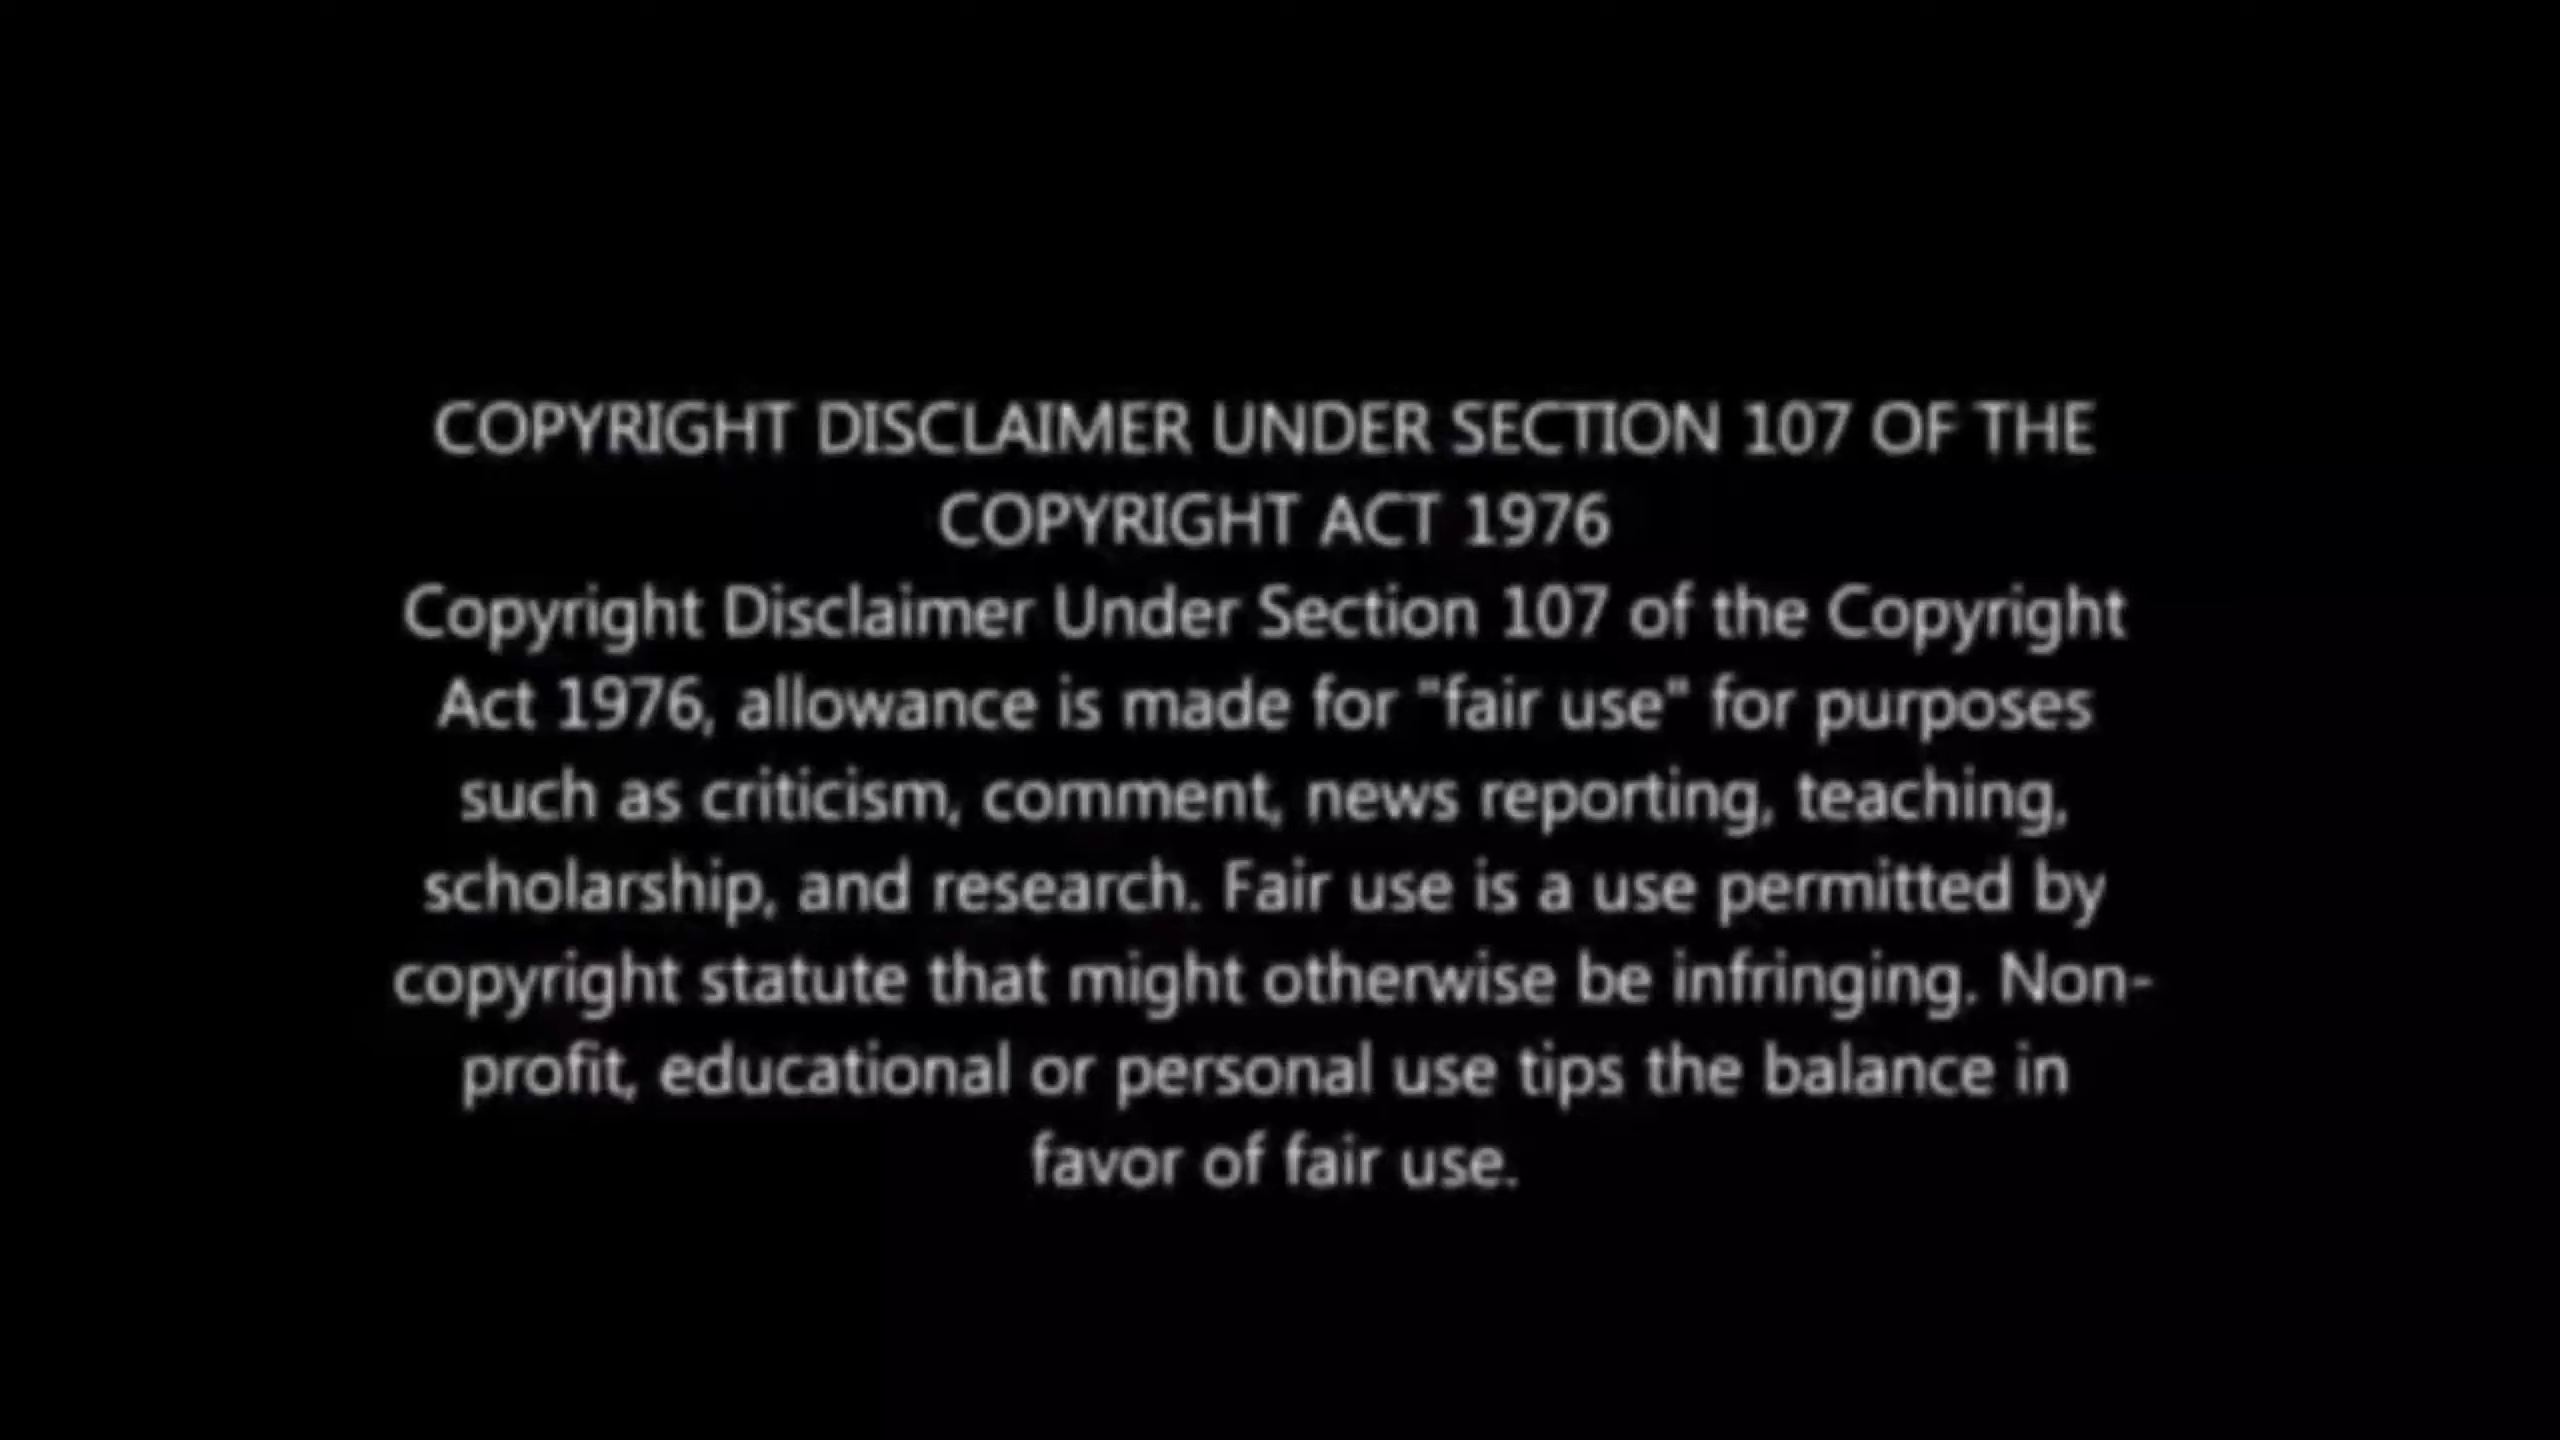 COPYRIGHT DISCLAIMER UNDER SECTION 107 OF THE
COPYRIGHT ACT 1976
Copyright Disclaimer Under Section 107 of the Copyright
Act 1976, allowance is made for "fair use" for purposes
such as criticism, comment, news reporting, teaching,
scholarship, and research. Fair use is a use permitted by
copyright statute that might otherwise be infringing. Non-
profit, educational or personal use tips the balance in
favor of fair use.